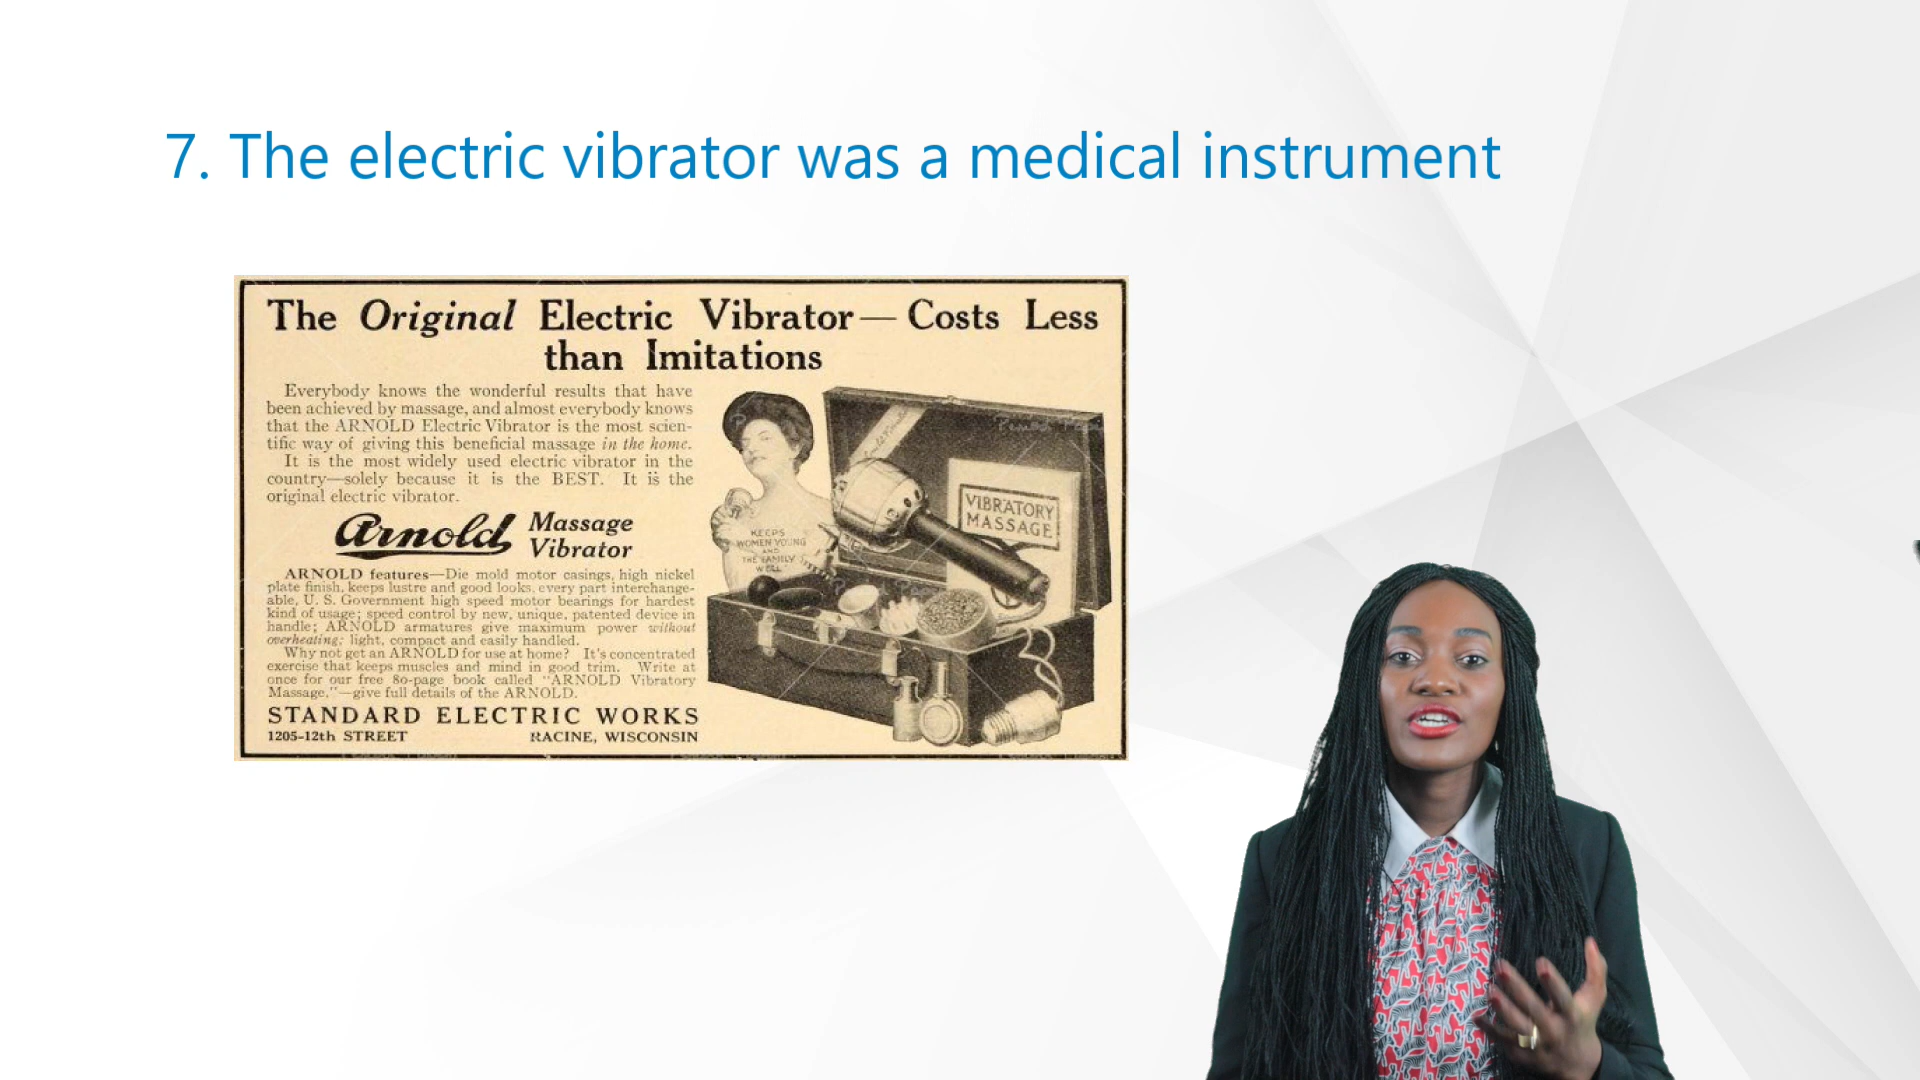 7. The electric vibrator was a medical instrument
The Original Electric Vibrator — Costs Less
than Imitations
Everybody knows the wonderful results that have
been achieved by massage, and almost everybody knows
that the ARNOLD Electric Vibrator is the most scien-
tific way of giving this beneficial massage in the home.
It is the most widely used electric vibrator in the
country—solely because it is the BEST. It is the
original electric vibrator.
Arnold Massage
Vibrator
ARNOLD features—Die mold motor casings, high nickel
plate finish, keeps lustre and good looks, every part interchange-
able, U. S. Government high speed motor bearings for hardest
kind of usage; speed control by new, unique, patented device in
handle; ARNOLD armatures give maximum power without
overheating; light, compact and easily handled.
Why not get an ARNOLD for use at home? It's concentrated
exercise that keeps muscles and mind in good trim. Write at
once for our free 80-page book called "ARNOLD Vibratory
Massage,"—give full details of the ARNOLD.
STANDARD ELECTRIC WORKS
1205-12th STREET RACINE, WISCONSIN
KEEPS
WOMEN YOUNG
AND
THE FAMILY
WELL
VIBRATORY
MASSAGE